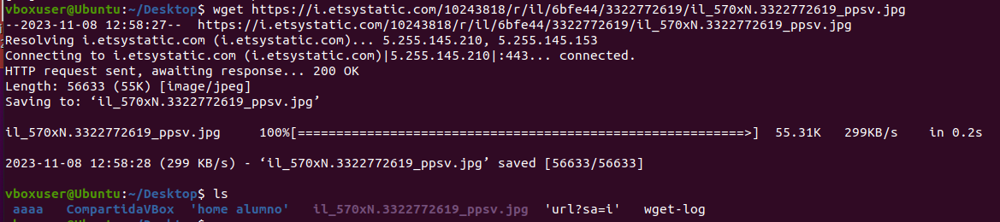 vboxuser@Ubuntu:~/Desktop$ wget https://i.etsystatic.com/10243818/r/il/6bfe44/3322772619/il_570xN.3322772619_ppsv.jpg
--2023-11-08 12:58:27--  https://i.etsystatic.com/10243818/r/il/6bfe44/3322772619/il_570xN.3322772619_ppsv.jpg
Resolving i.etsystatic.com (i.etsystatic.com)... 5.255.145.210, 5.255.145.153
Connecting to i.etsystatic.com (i.etsystatic.com)|5.255.145.210|:443... connected.
HTTP request sent, awaiting response... 200 OK
Length: 56633 (55K) [image/jpeg]
Saving to: ‘il_570xN.3322772619_ppsv.jpg’
il_570xN.3322772619_ppsv.jpg     100%[==========================================================>]  55.31K   299KB/s    in 0.2s
2023-11-08 12:58:28 (299 KB/s) - ‘il_570xN.3322772619_ppsv.jpg’ saved [56633/56633]
vboxuser@Ubuntu:~/Desktop$ ls
aaaa   CompartidaVBox  'home alumno'   il_570xN.3322772619_ppsv.jpg  'url?sa=i'   wget-log